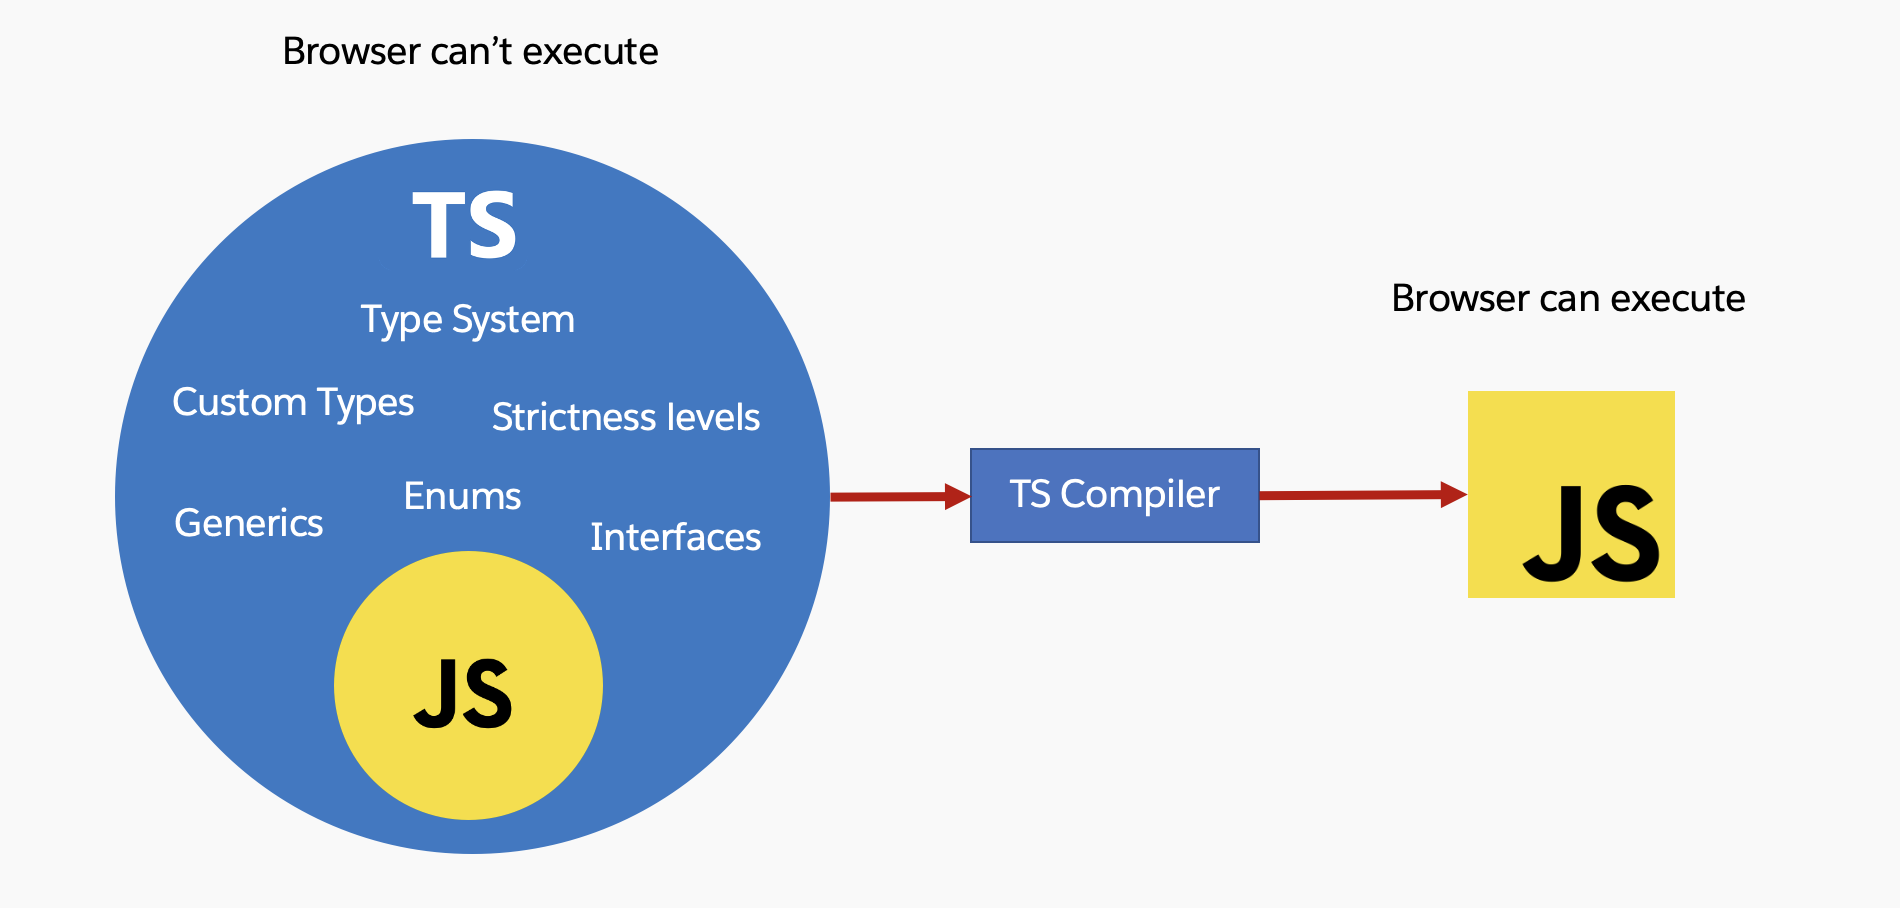 Browser can’t execute
TS
Type System
Custom Types
Strictness levels
Enums
Generics
Interfaces
JS
TS Compiler
Browser can execute
JS